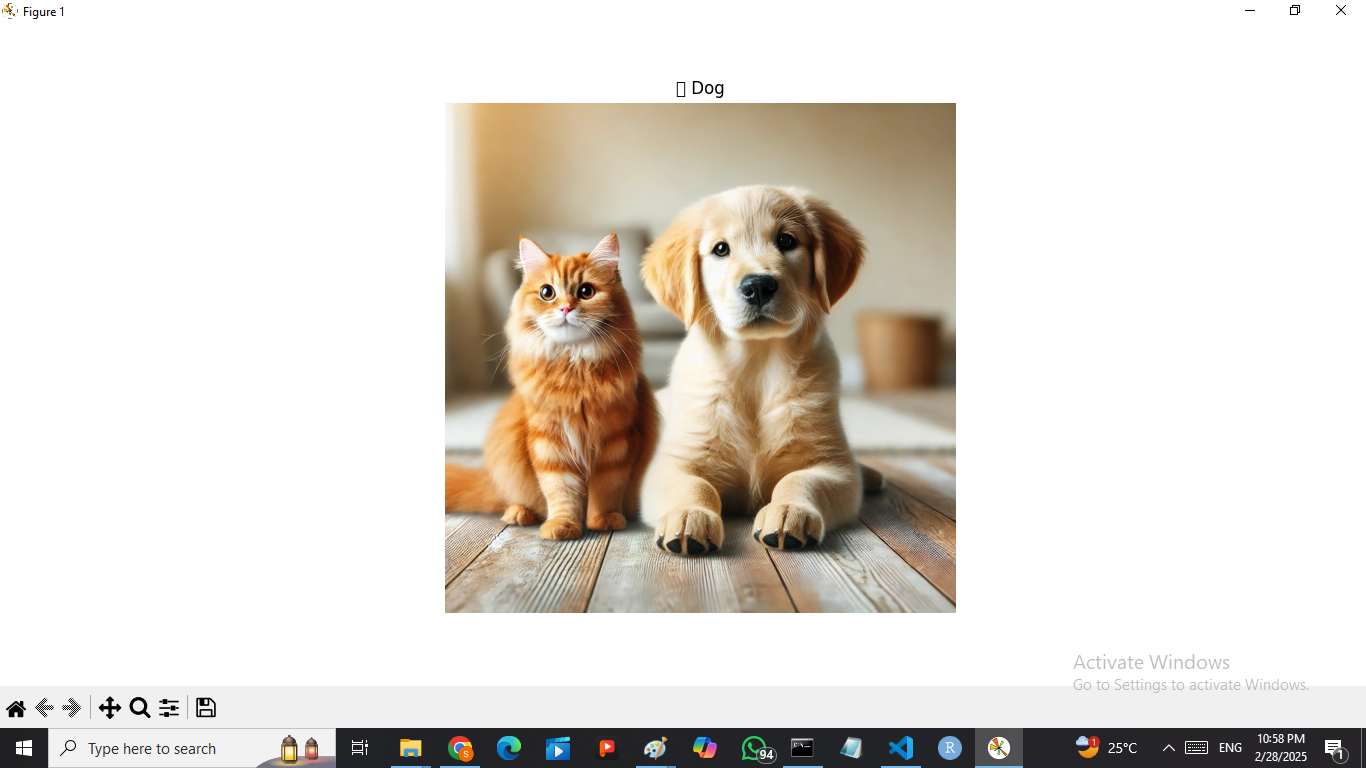 Figure 1
▯ Dog
Activate Windows
Go to Settings to activate Windows.
Type here to search
94
R
1
25°C
ENG
10:58 PM
2/28/2025
1